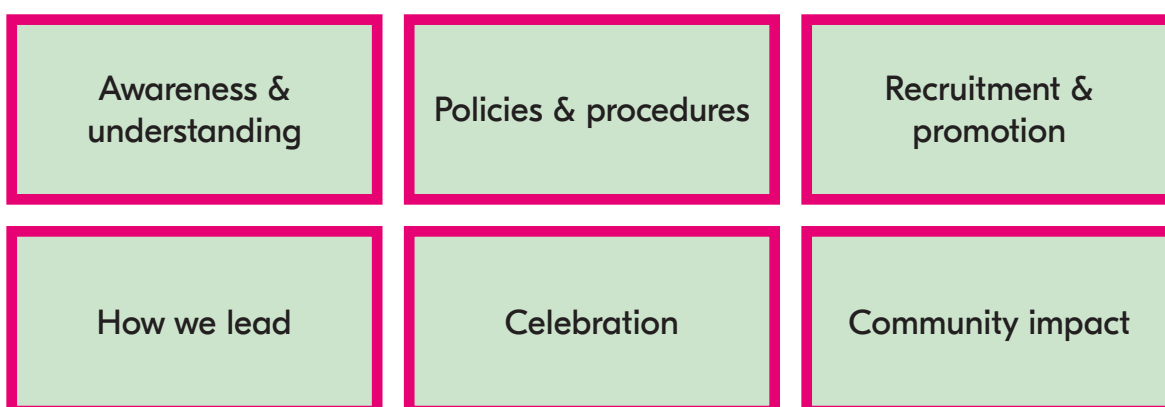 Awareness &
understanding
Policies & procedures
Recruitment &
promotion
How we lead
Celebration
Community impact